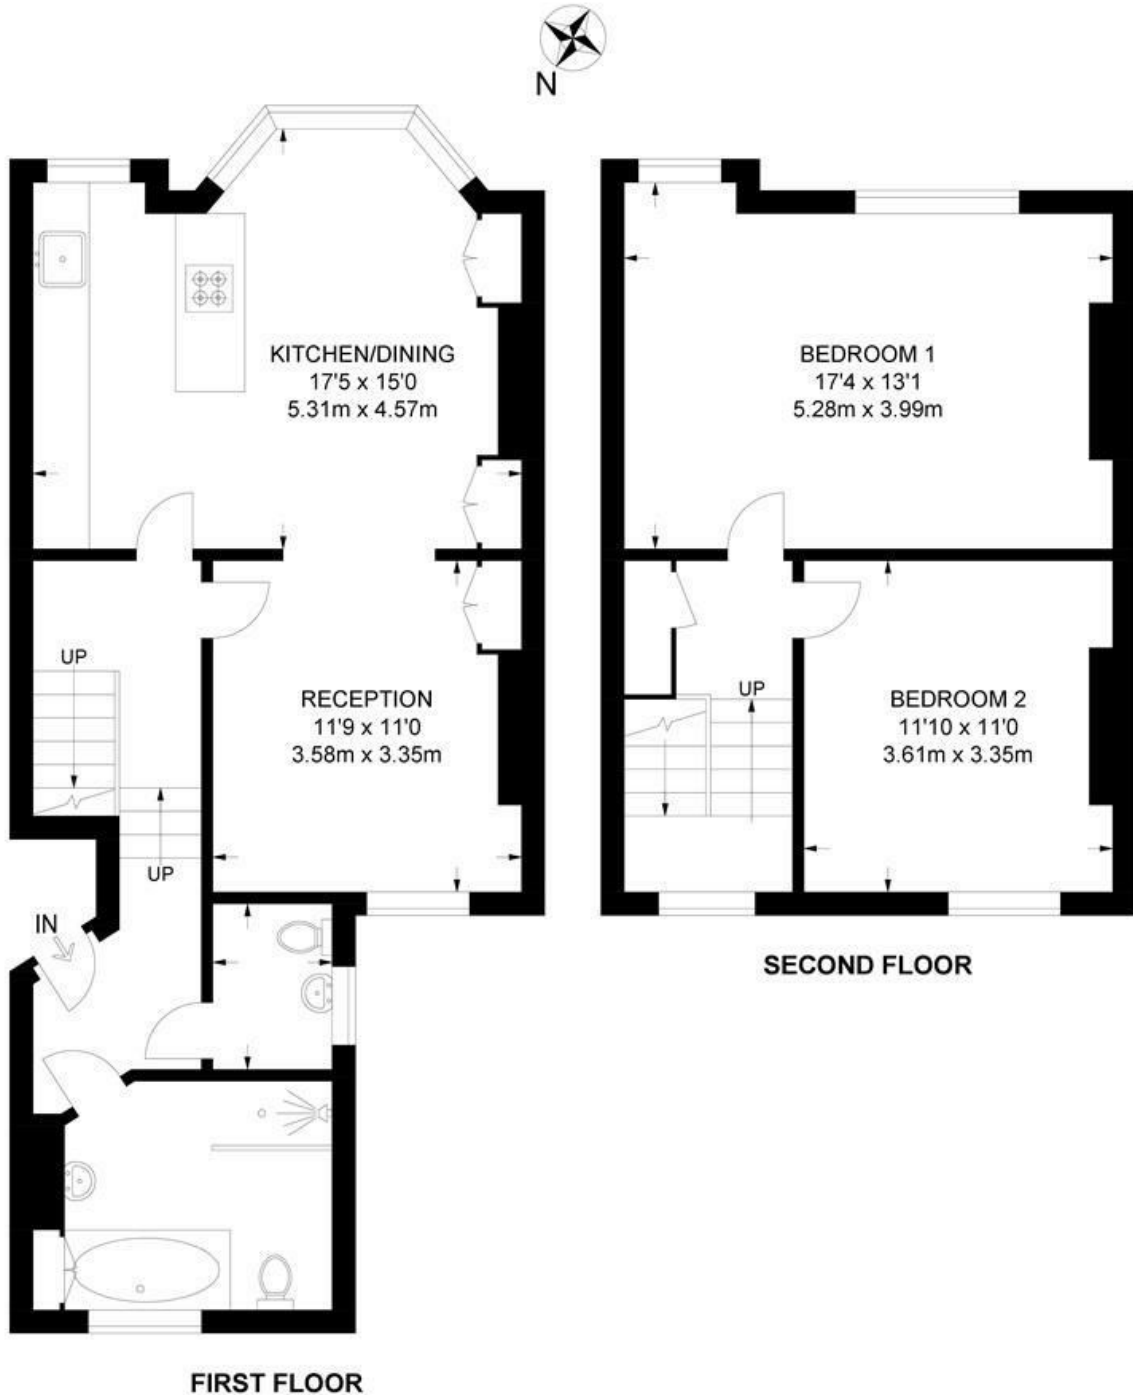 N
KITCHEN/DINING
17'5 x 15'0
5.31m x 4.57m
BEDROOM 1
17'4 x 13'1
5.28m x 3.99m
UP
RECEPTION
11'9 x 11'0
3.58m x 3.35m
UP
BEDROOM 2
11'10 x 11'0
3.61m x 3.35m
UP
IN
SECOND FLOOR
FIRST FLOOR